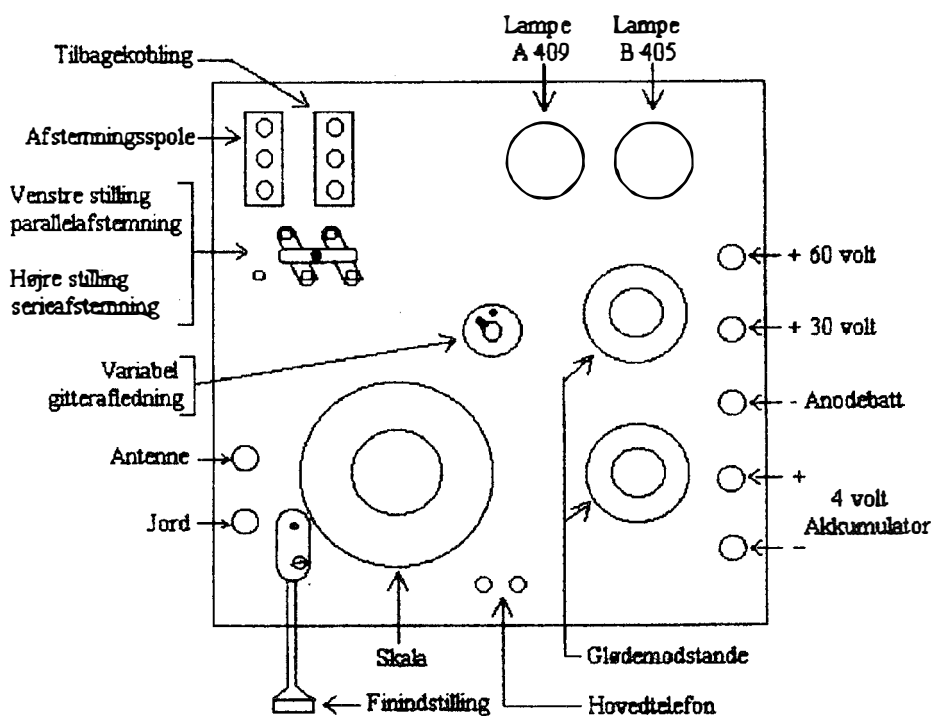 Lampe
A 409
Lampe
B 405
Tilbagekobling
Afstemningsspole
Venstre stilling
parallelafstemning
Højre stilling
serieafstemning
Variabel
gitterafledning
Antenne
Jord
+ 60 volt
+ 30 volt
- Anodebatt
+
4 volt
Akkumulator
-
Skala
Finindstilling
Glødemodstande
Hovedtelefon